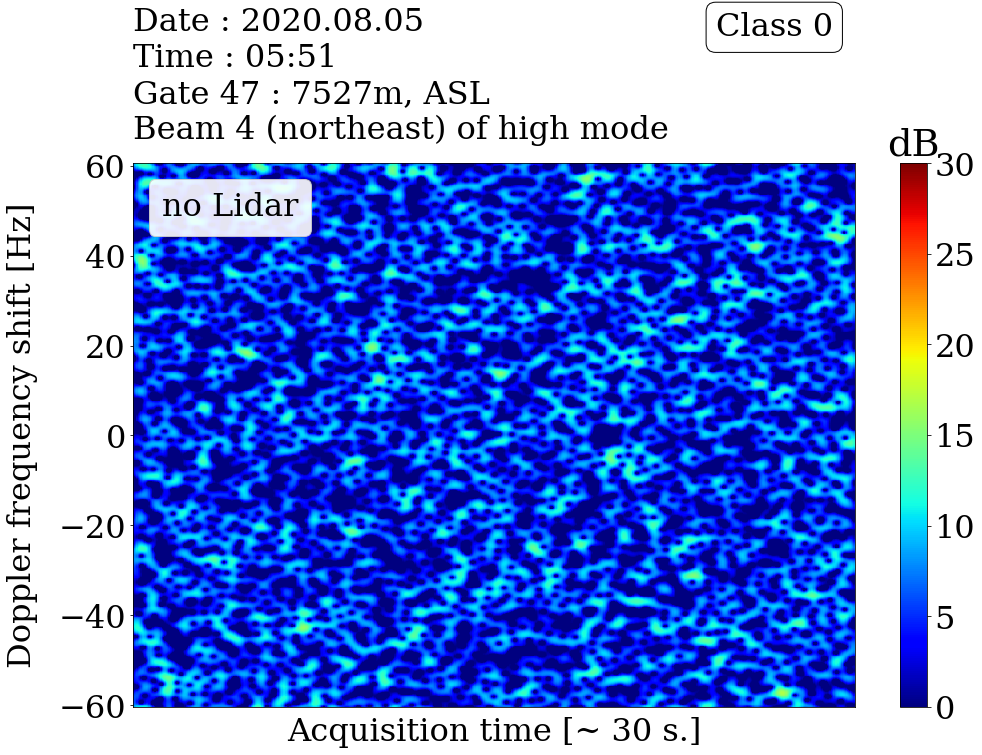 Date : 2020.08.05
Time : 05:51
Gate 47 : 7527m, ASL
Beam 4 (northeast) of high mode
Class 0
dB
no Lidar
Doppler frequency shift [Hz]
60
40
20
0
−20
−40
−60
Acquisition time [~ 30 s.]
30
25
20
15
10
5
0